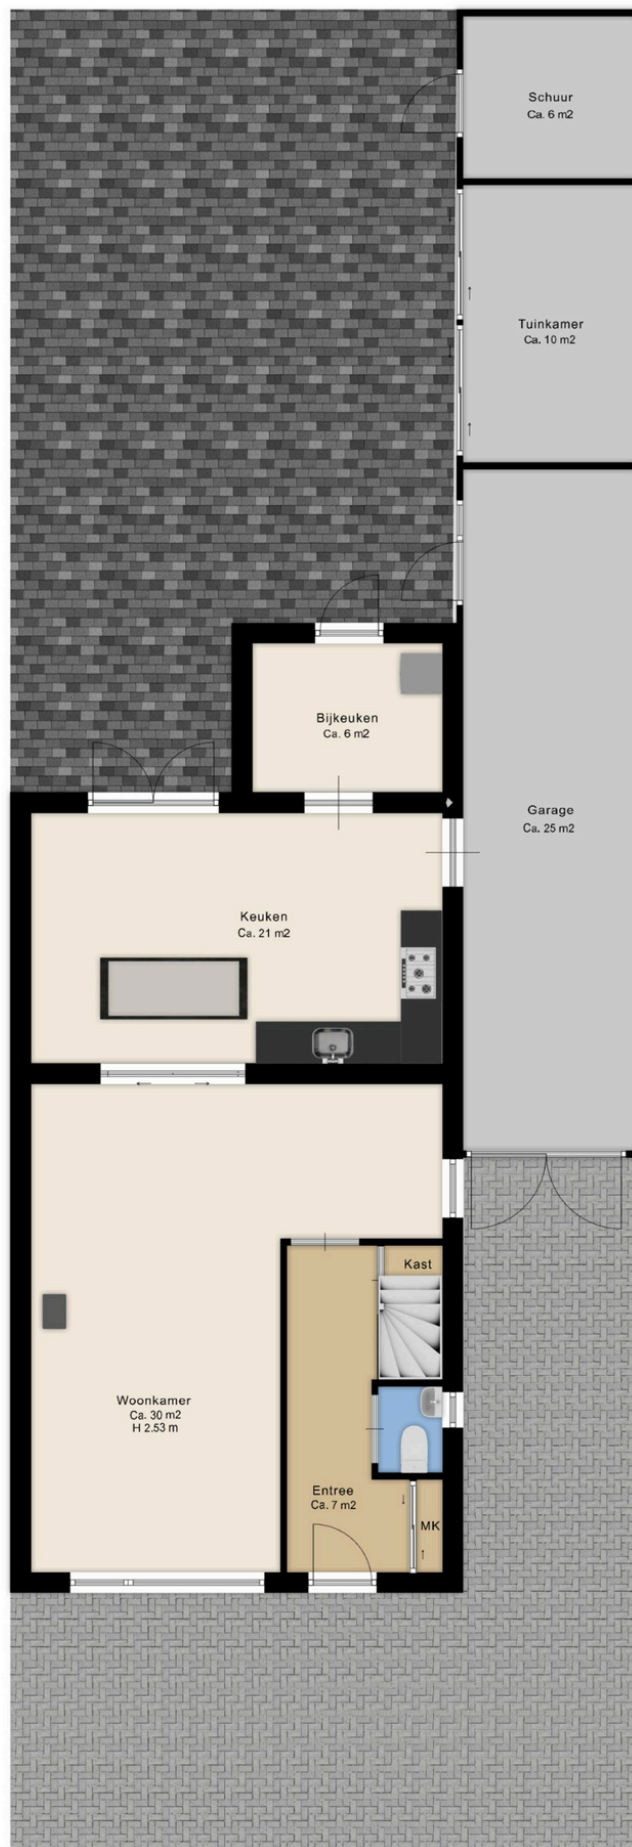 Schuur
Ca. 6 m2
Tuinkamer
Ca. 10 m2
Bijkeuken
Ca. 6 m2
Garage
Ca. 25 m2
Keuken
Ca. 21 m2
Kast
Woonkamer
Ca. 30 m2
H 2.53 m
Entree
Ca. 7 m2
MK